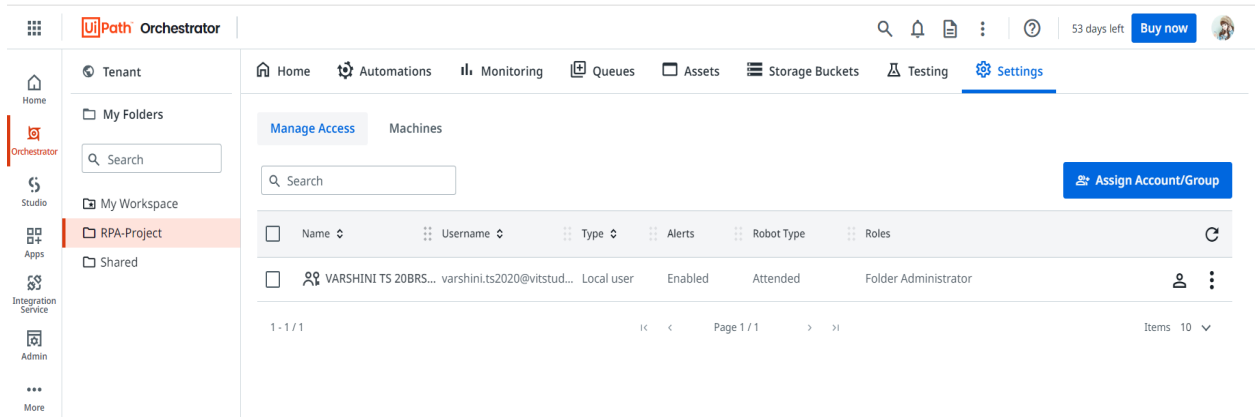 UiPath Orchestrator
53 days left Buy now
Home
Orchestrator
Studio
Apps
Integration Service
Admin
More
Tenant
My Folders
Search
My Workspace
RPA-Project
Shared
Home Automations Monitoring Queues Assets Storage Buckets Testing Settings
Manage Access Machines
Search
Assign Account/Group
Name Username Type Alerts Robot Type Roles
VARSHINI TS 20BRS... varshini.ts2020@vitstud... Local user Enabled Attended Folder Administrator
1 - 1 / 1 Page 1 / 1 Items 10